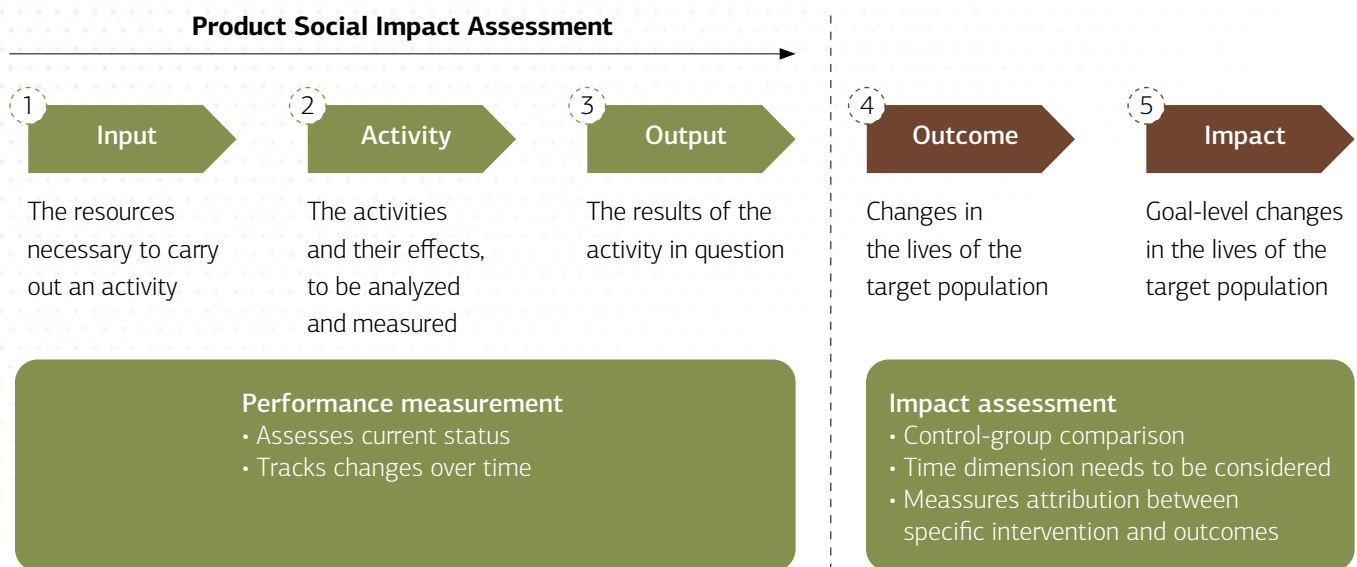 Product Social Impact Assessment
1
Input
2
Activity
3
Output
4
Outcome
5
Impact
The resources
necessary to carry
out an activity
The activities
and their effects,
to be analyzed
and measured
The results of the
activity in question
Changes in
the lives of the
target population
Goal-level changes
in the lives of the
target population
Performance measurement
• Assesses current status
• Tracks changes over time
Impact assessment
• Control-group comparison
• Time dimension needs to be considered
• Meassures attribution between
specific intervention and outcomes